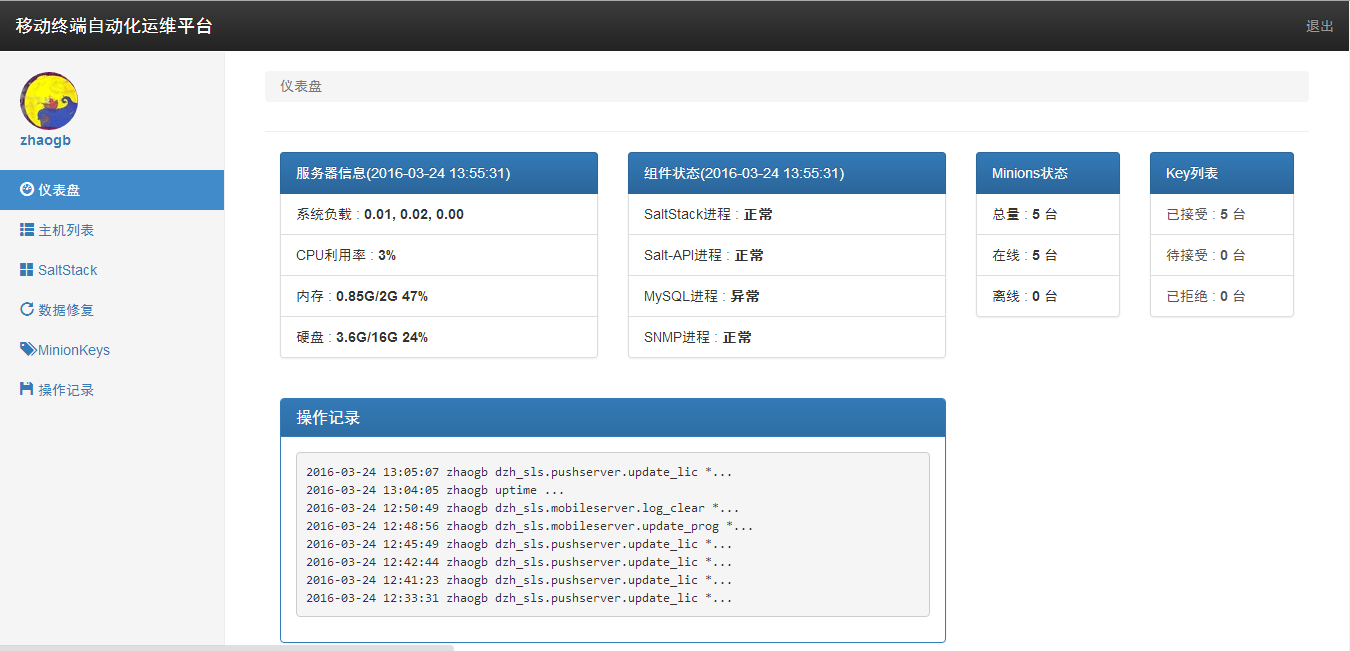 移动终端自动化运维平台
退出
zhaogb
仪表盘
主机列表
SaltStack
数据修复
MinionKeys
操作记录
仪表盘
服务器信息(2016-03-24 13:55:31)
系统负载 : 0.01, 0.02, 0.00
CPU利用率 : 3%
内存 : 0.85G/2G 47%
硬盘 : 3.6G/16G 24%
组件状态(2016-03-24 13:55:31)
SaltStack进程 : 正常
Salt-API进程 : 正常
MySQL进程 : 异常
SNMP进程 : 正常
Minions状态
总量 : 5 台
在线 : 5 台
离线 : 0 台
Key列表
已接受 : 5 台
待接受 : 0 台
已拒绝 : 0 台
操作记录
2016-03-24 13:05:07 zhaogb dzh_sls.pushserver.update_lic *...
2016-03-24 13:04:05 zhaogb uptime ...
2016-03-24 12:50:49 zhaogb dzh_sls.mobileserver.log_clear *...
2016-03-24 12:48:56 zhaogb dzh_sls.mobileserver.update_prog *...
2016-03-24 12:45:49 zhaogb dzh_sls.pushserver.update_lic *...
2016-03-24 12:42:44 zhaogb dzh_sls.pushserver.update_lic *...
2016-03-24 12:41:23 zhaogb dzh_sls.pushserver.update_lic *...
2016-03-24 12:33:31 zhaogb dzh_sls.pushserver.update_lic *...